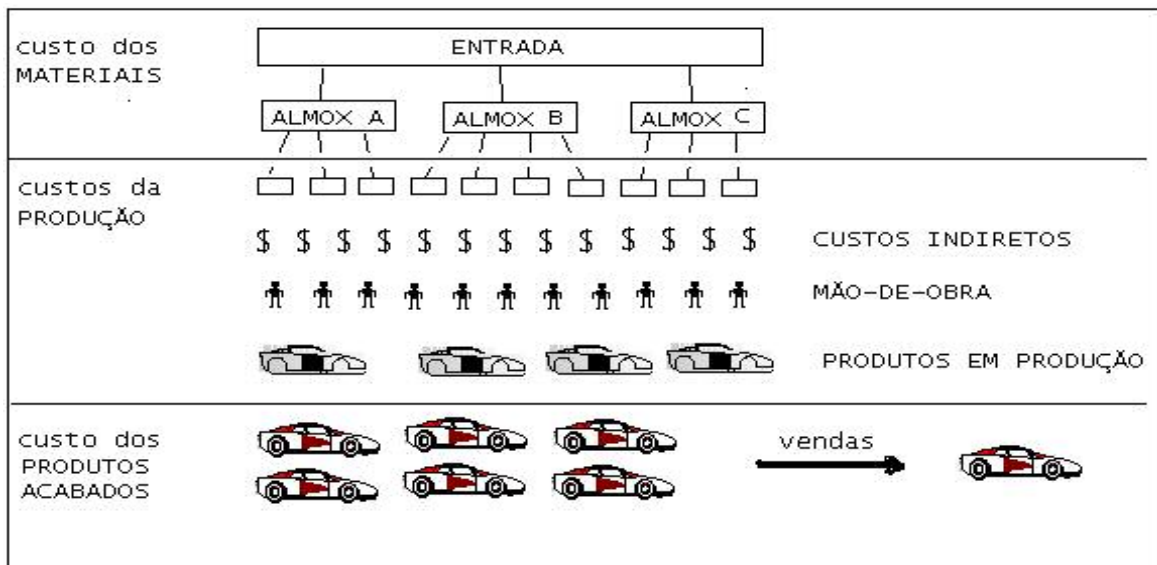 custo dos
MATERIAIS
ENTRADA
ALMOX A
ALMOX B
ALMOX C
custos da
PRODUÇÃO
$ $ $ $ $ $ $ $ $ $ $ $ $
CUSTOS INDIRETOS
MÃO-DE-OBRA
PRODUTOS EM PRODUÇÃO
custo dos
PRODUTOS
ACABADOS
vendas